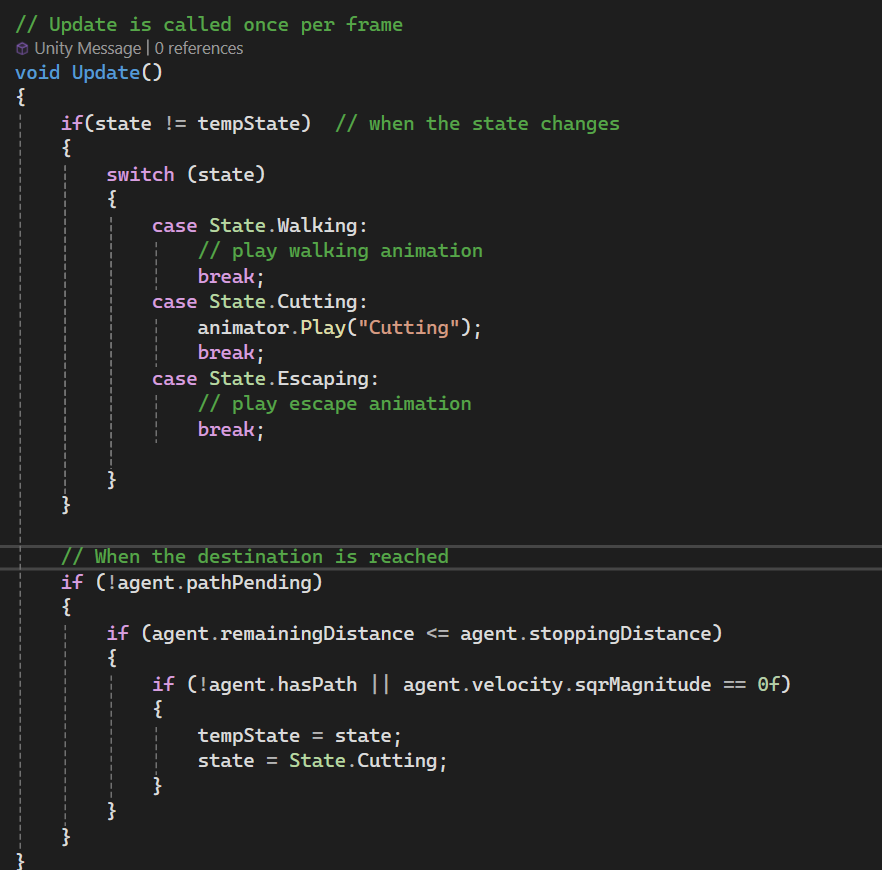 // Update is called once per frame
Unity Message | 0 references
void Update()
{
if(state != tempState)  // when the state changes
{
switch (state)
{
case State.Walking:
// play walking animation
break;
case State.Cutting:
animator.Play("Cutting");
break;
case State.Escaping:
// play escape animation
break;
}
}
// When the destination is reached
if (!agent.pathPending)
{
if (agent.remainingDistance <= agent.stoppingDistance)
{
if (!agent.hasPath || agent.velocity.sqrMagnitude == 0f)
{
tempState = state;
state = State.Cutting;
}
}
}
}